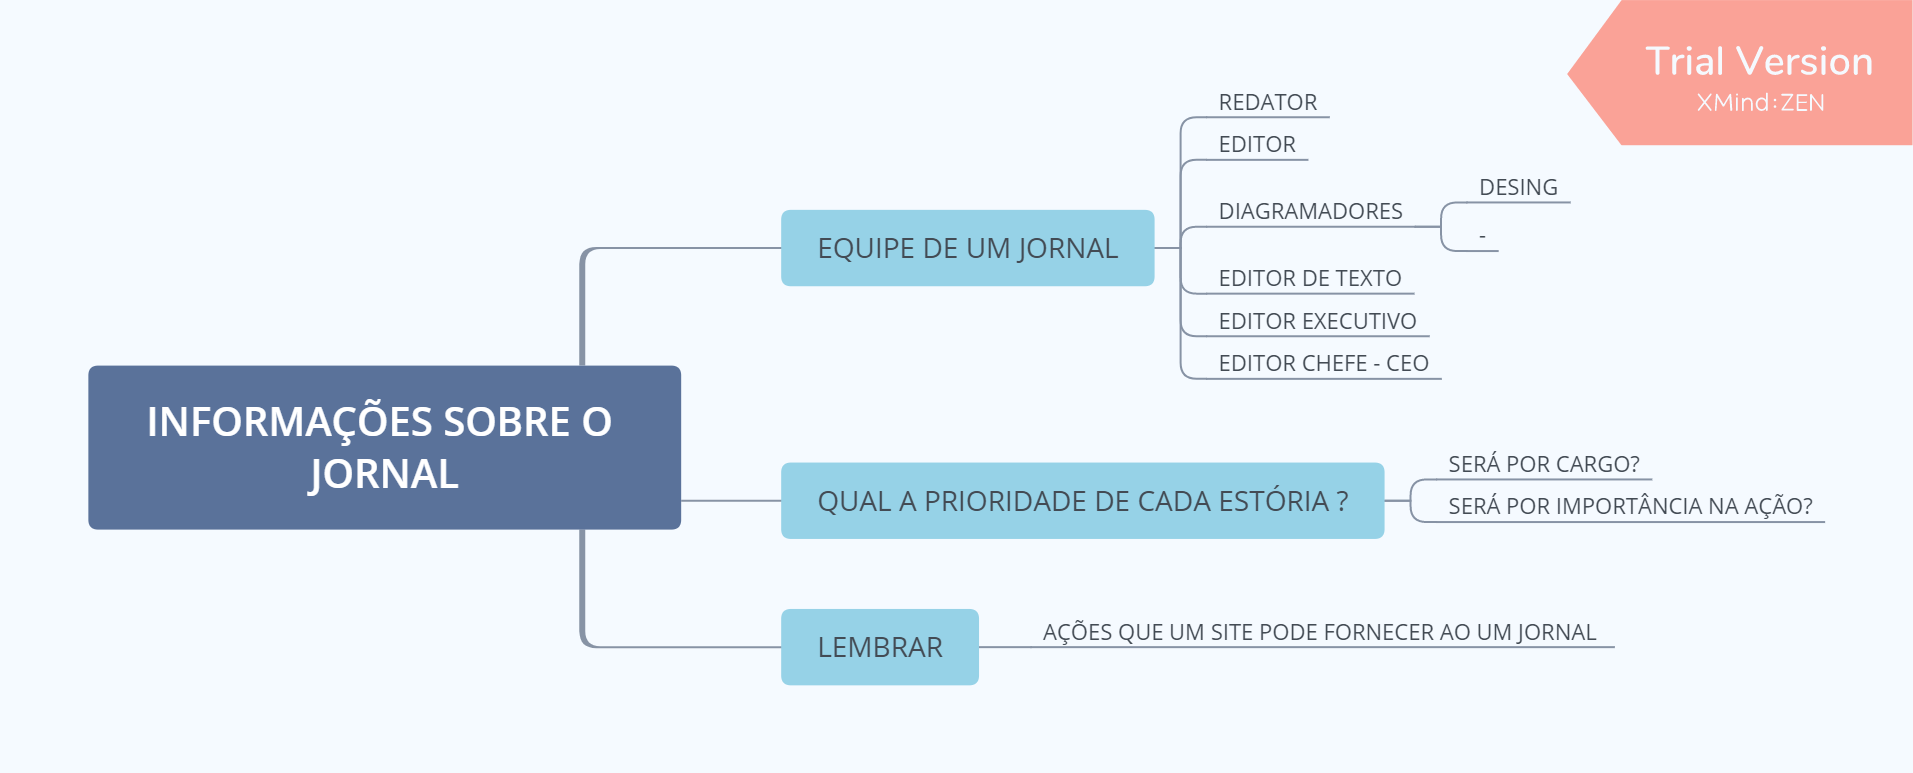 Trial Version
XMind:ZEN
INFORMAÇÕES SOBRE O
JORNAL
EQUIPE DE UM JORNAL
REDATOR
EDITOR
DIAGRAMADORES
DESING
-
EDITOR DE TEXTO
EDITOR EXECUTIVO
EDITOR CHEFE - CEO
QUAL A PRIORIDADE DE CADA ESTÓRIA ?
SERÁ POR CARGO?
SERÁ POR IMPORTÂNCIA NA AÇÃO?
LEMBRAR
AÇÕES QUE UM SITE PODE FORNECER AO UM JORNAL